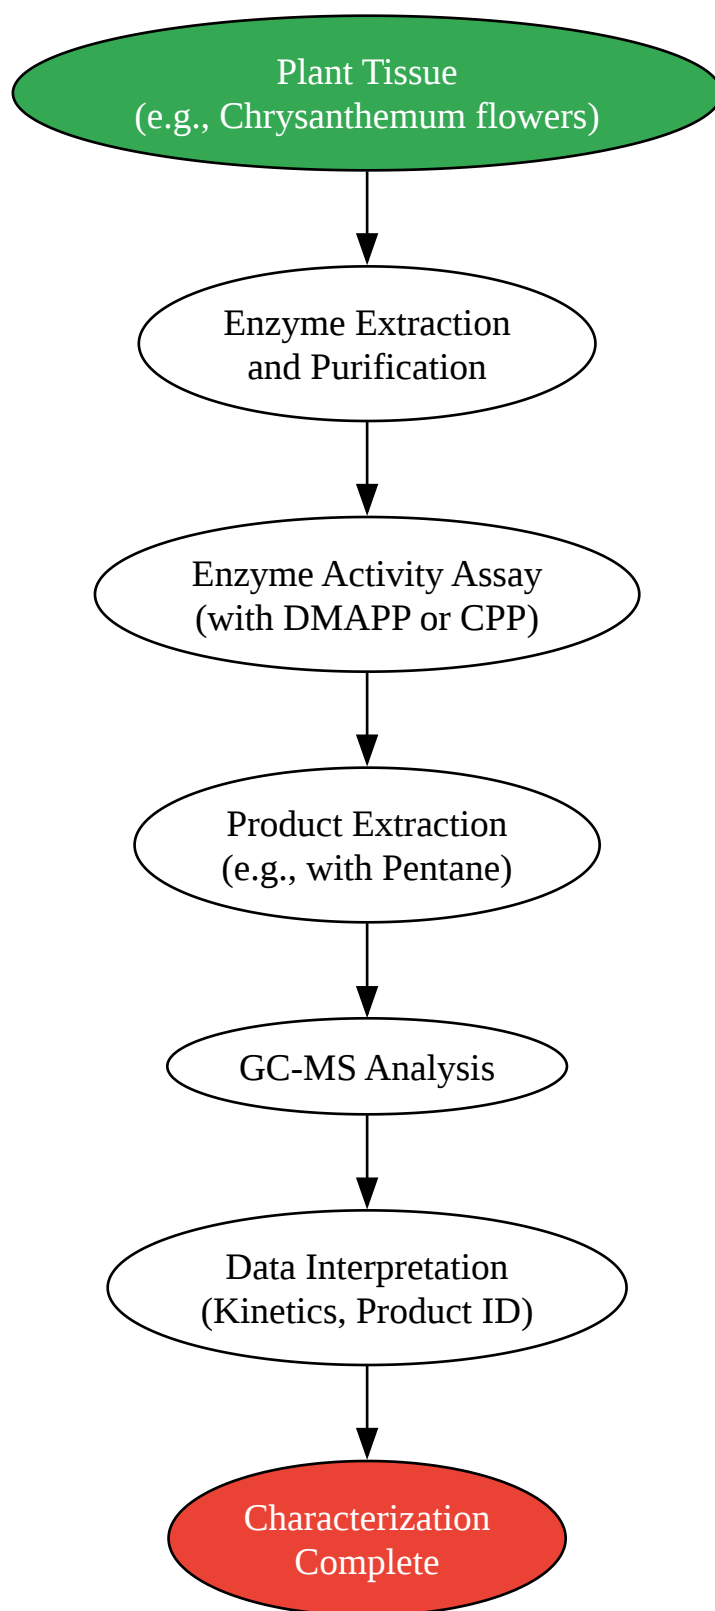 Plant Tissue
(e.g., Chrysanthemum flowers)
Enzyme Extraction
and Purification
Enzyme Activity Assay
(with DMAPP or CPP)
Product Extraction
(e.g., with Pentane)
GC-MS Analysis
Data Interpretation
(Kinetics, Product ID)
Characterization
Complete